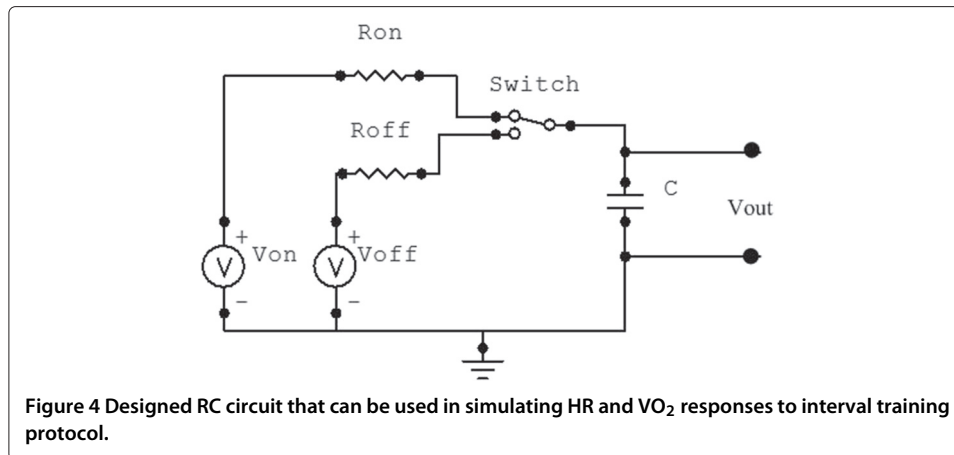 Ron
Switch
Roff
+ Von
+ Voff
V
V
-
-
C
Vout
Figure 4 Designed RC circuit that can be used in simulating HR and VO₂ responses to interval training
protocol.